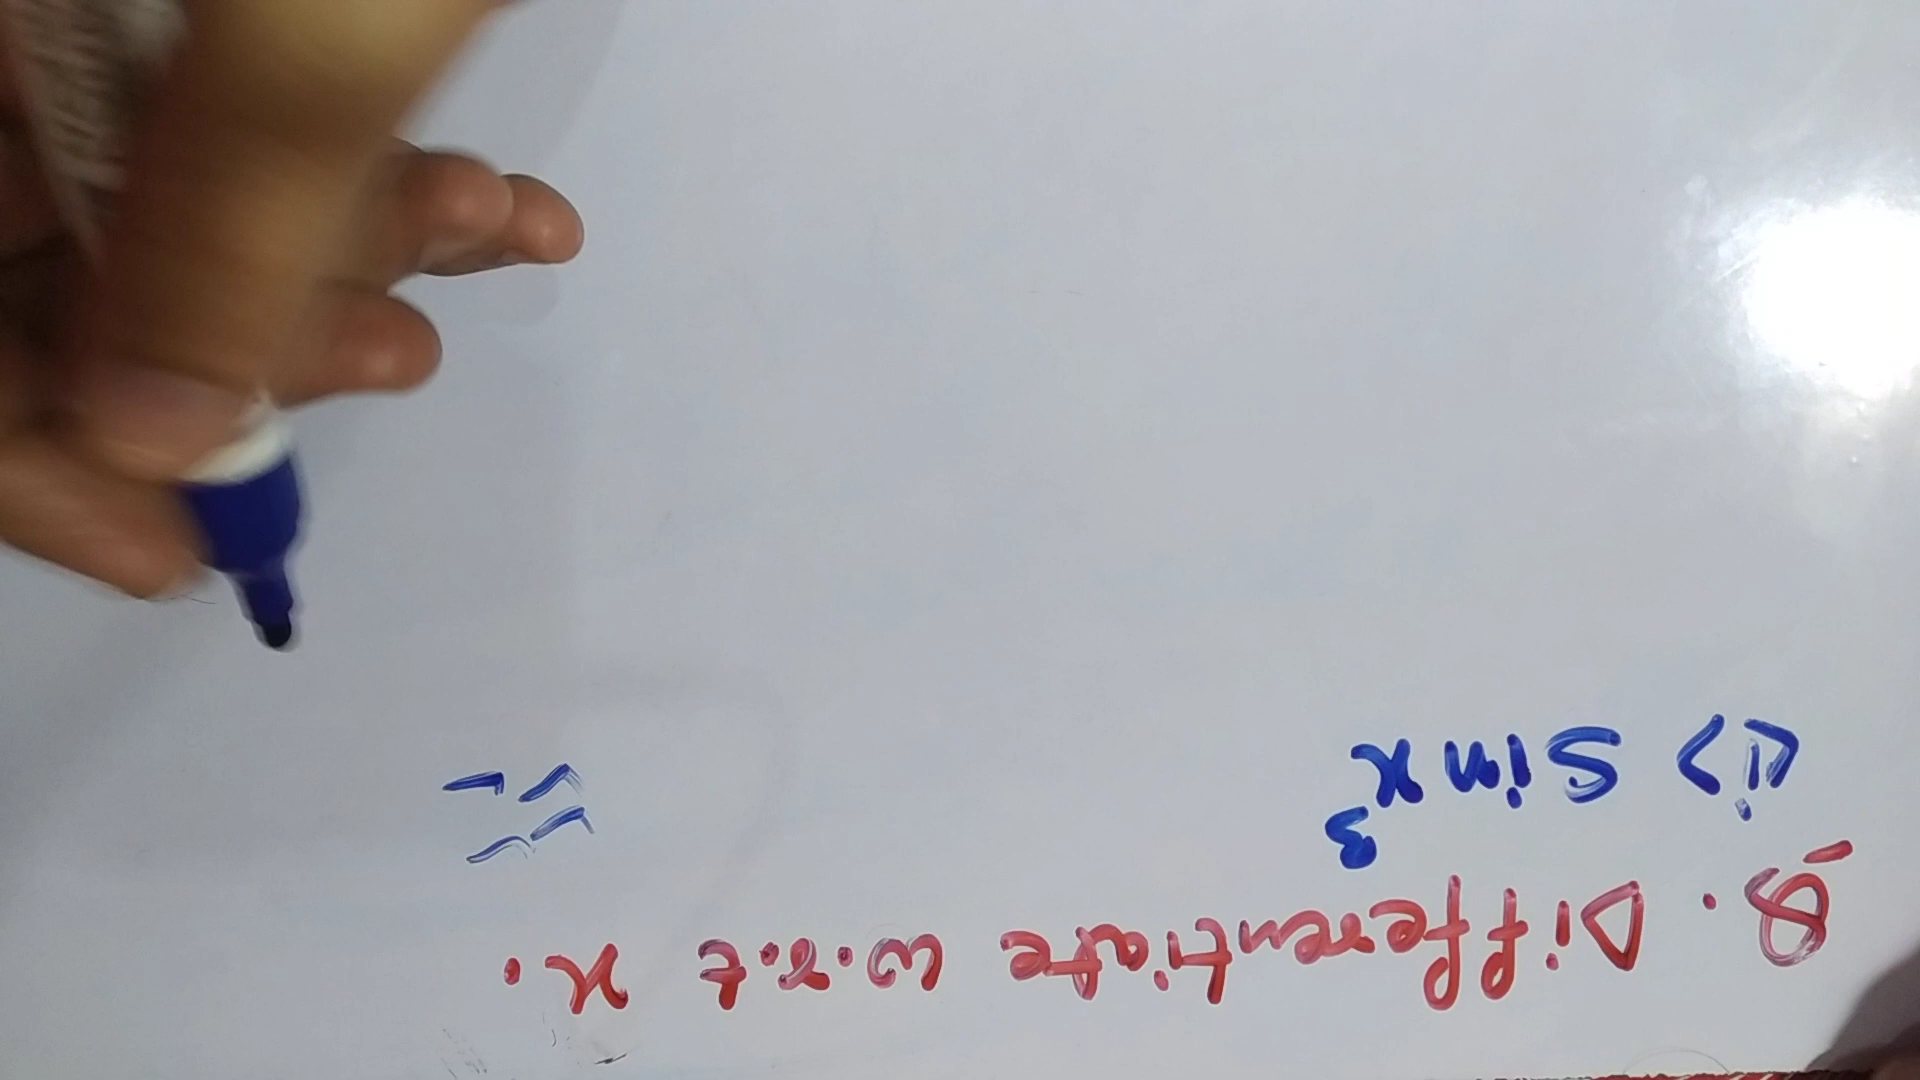 Q. Differentiate w.r.t x.
i) sin x³